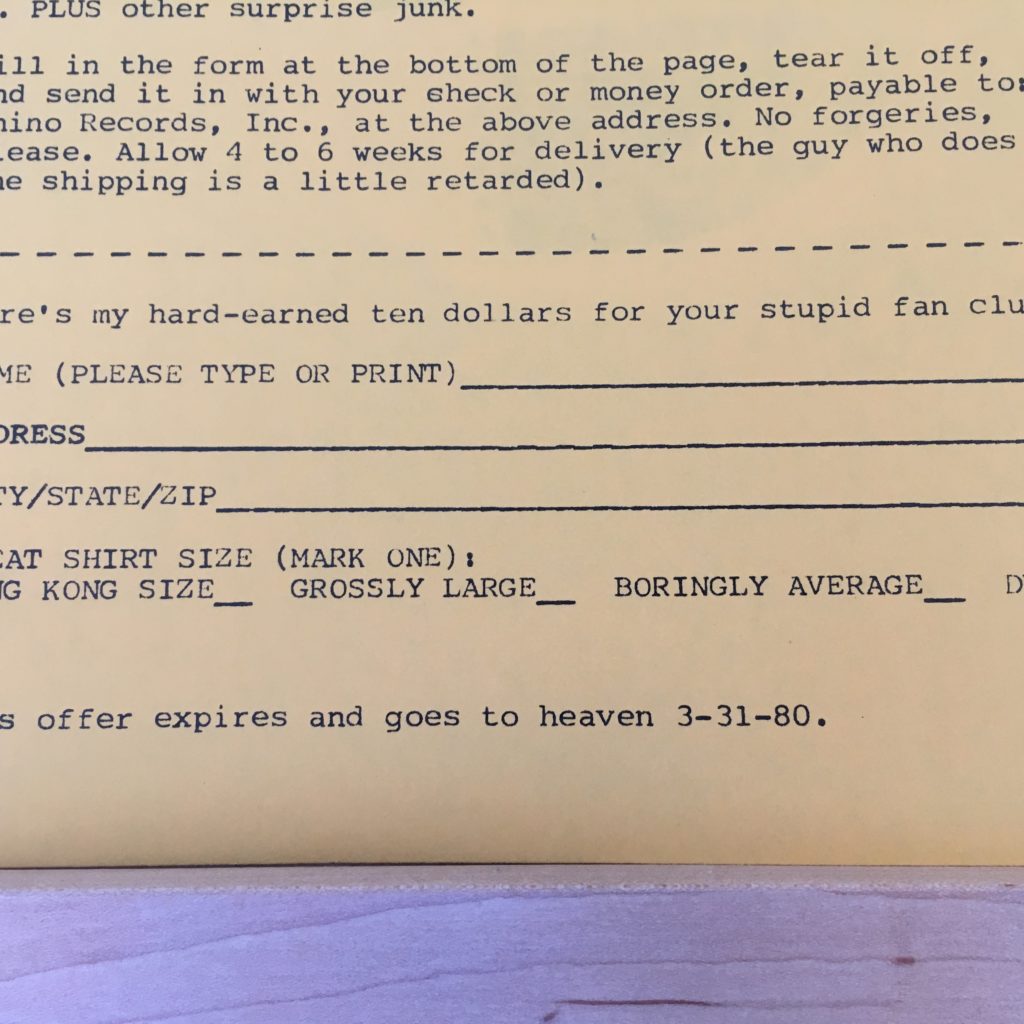 . PLUS other surprise junk.
ill in the form at the bottom of the page, tear it off,
nd send it in with your check or money order, payable to:
hino Records, Inc., at the above address. No forgeries,
lease. Allow 4 to 6 weeks for delivery (the guy who does
he shipping is a little retarded).
re's my hard-earned ten dollars for your stupid fan clu
ME (PLEASE TYPE OR PRINT)
DRESS
TY/STATE/ZIP
EAT SHIRT SIZE (MARK ONE):
NG KONG SIZE__ GROSSLY LARGE__ BORINGLY AVERAGE__ D
s offer expires and goes to heaven 3-31-80.